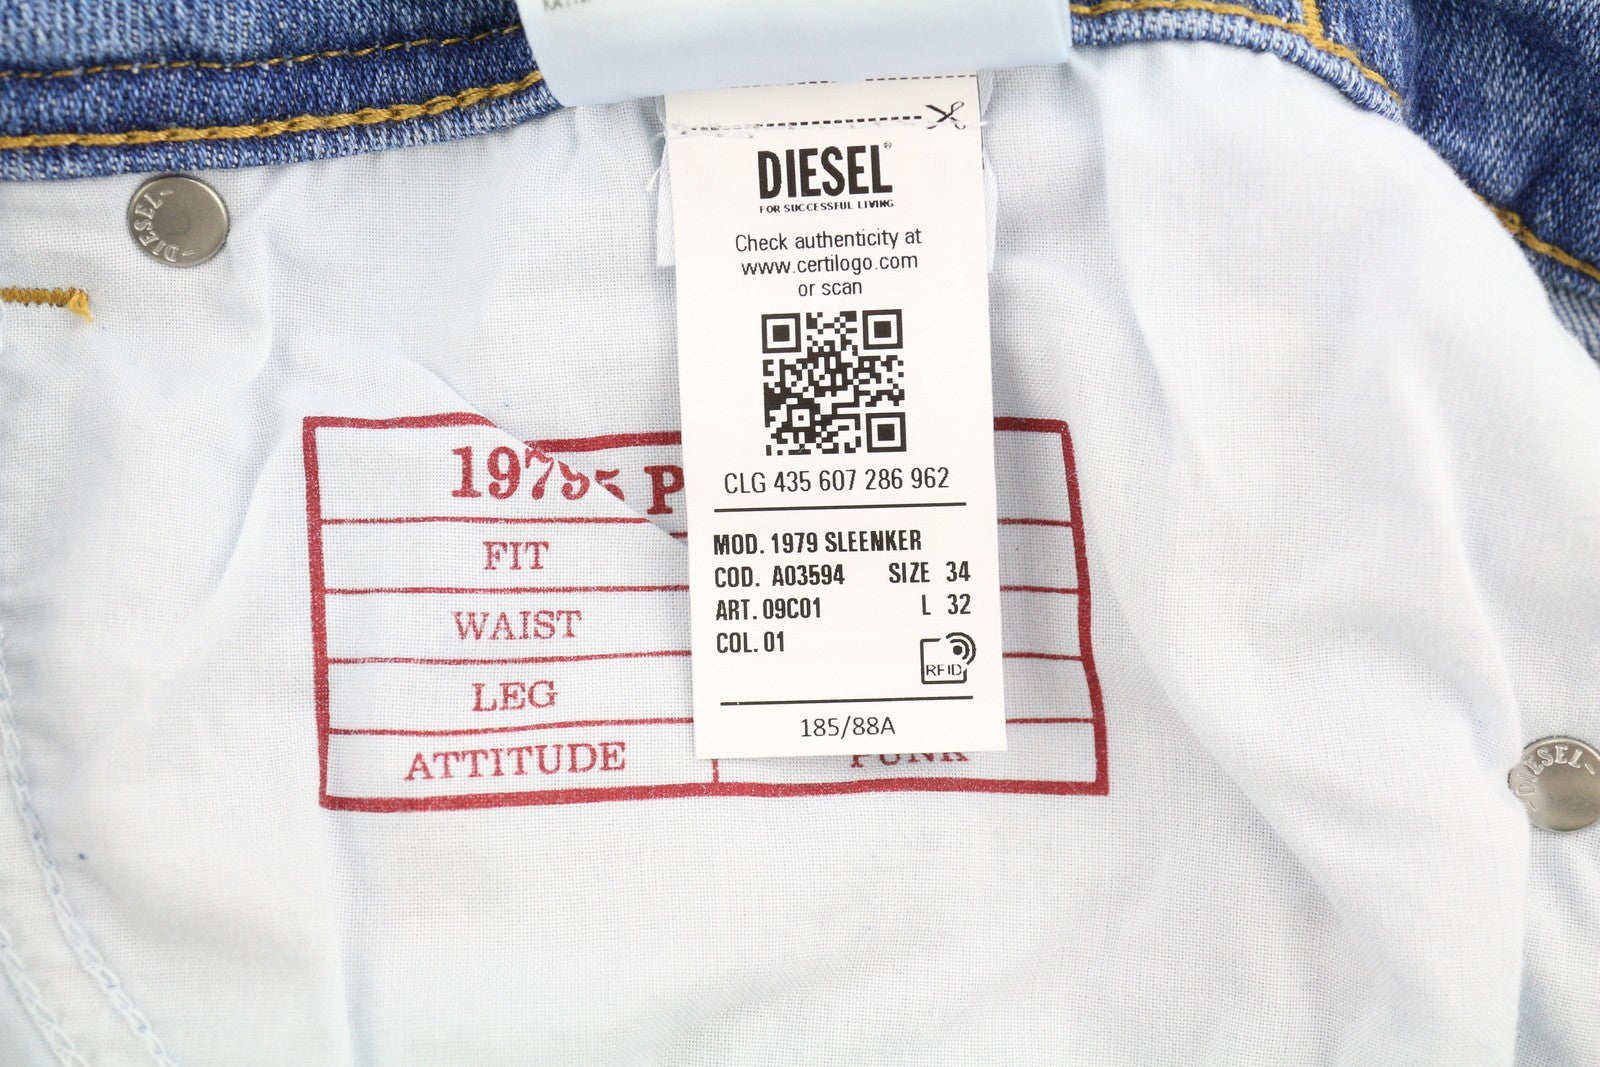 DIESEL®
FOR SUCCESSFUL LIVING
Check authenticity at
www.certilogo.com
or scan
CLG 435 607 286 962
MOD. 1979 SLEENKER
COD. A03594 SIZE 34
ART. 09C01 L 32
COL. 01
RFID
185/88A
FIT
WAIST
LEG
ATTITUDE PUNK
-DIESEL-
-DIESEL-